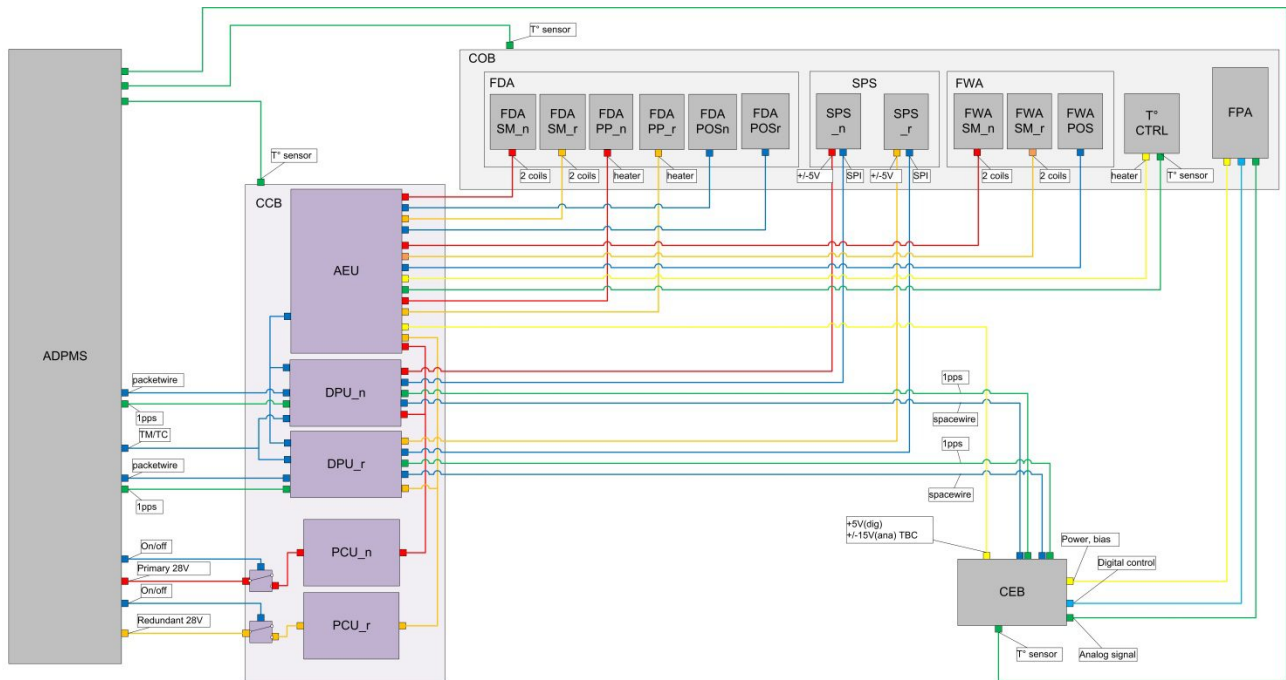 T° sensor
COB
FDA
SPS
FWA
FDA
SM_n
FDA
SM_r
FDA
PP_n
FDA
PP_r
FDA
POSn
FDA
POSr
SPS
_n
SPS
_r
FWA
SM_n
FWA
SM_r
FWA
POS
T°
CTRL
FPA
T° sensor
2 coils
2 coils
heater
heater
+/-5V
SPI
+/-5V
SPI
2 coils
2 coils
heater
T° sensor
CCB
AEU
ADPMS
packetwire
1pps
TM/TC
packetwire
1pps
DPU_n
DPU_r
1pps
spacewire
1pps
spacewire
On/off
Primary 28V
On/off
Redundant 28V
PCU_n
PCU_r
+5V(dig)
+/-15V(ana) TBC
CEB
Power, bias
Digital control
Analog signal
T° sensor